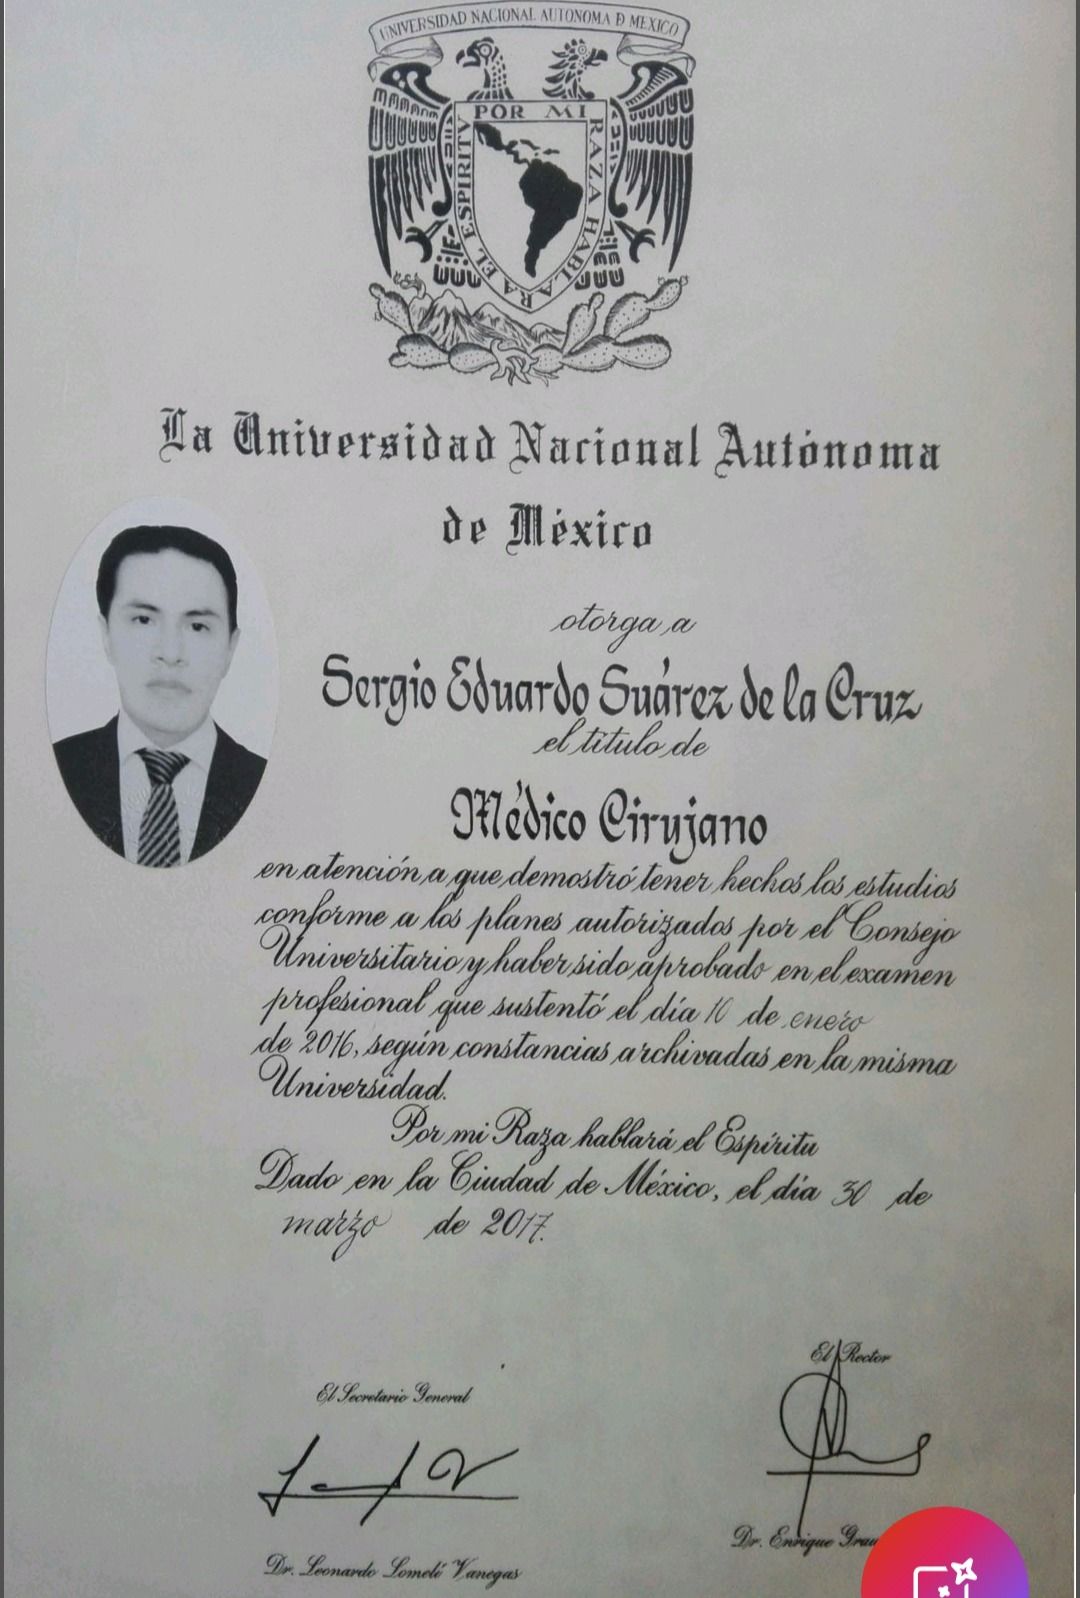 UNIVERSIDAD NACIONAL AUTONOMA D MEXICO
POR MI RAZA HABLARA EL ESPIRITV
La Universidad Nacional Autónoma
de México
otorga a
Sergio Eduardo Suárez de la Cruz
el título de
Médico Cirujano
en atención a que demostró tener hechos los estudios
conforme a los planes autorizados por el Consejo
Universitario y haber sido aprobado en el examen
profesional que sustentó el día 10 de enero
de 2016, según constancias archivadas en la misma
Universidad.
Por mi Raza hablará el Espíritu
Dado en la Ciudad de México, el día 30 de
marzo de 2017.
El Rector
El Secretario General
Dr. Enrique
Dr. Leonardo Lomelí Vanegas